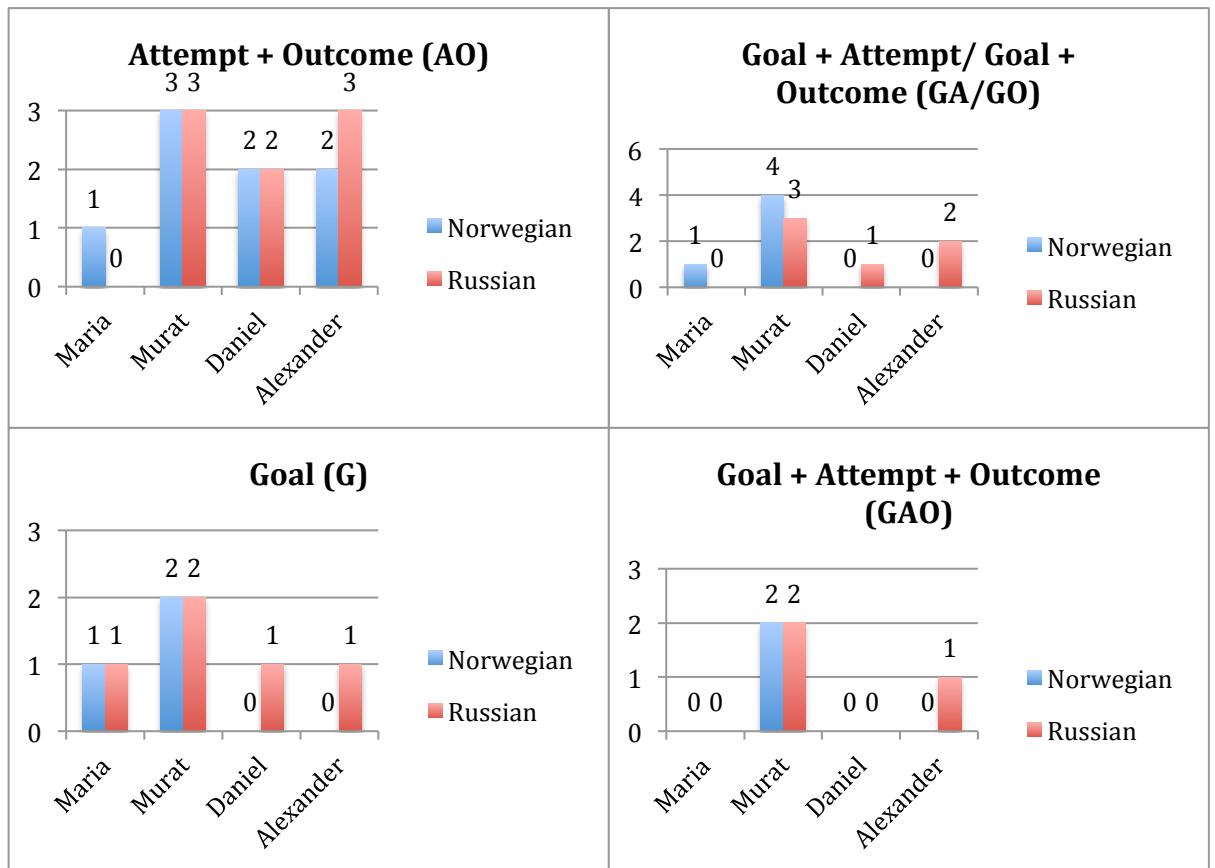 Attempt + Outcome (AO)
3 3 3
3
2 2 2
2
1
1
0
0
Norwegian
Russian
Maria Murat Daniel Alexander
Goal + Attempt/ Goal +
Outcome (GA/GO)
6
4
4
3
2
2
1 0 0 1 0
0
Norwegian
Russian
Maria Murat Daniel Alexander
Goal (G)
3
2 2
2
1 1 1 1
1
0 0
0
Norwegian
Russian
Maria Murat Daniel Alexander
Goal + Attempt + Outcome
(GAO)
3
2 2
2
1
1
0 0 0 0 0
0
Norwegian
Russian
Maria Murat Daniel Alexander